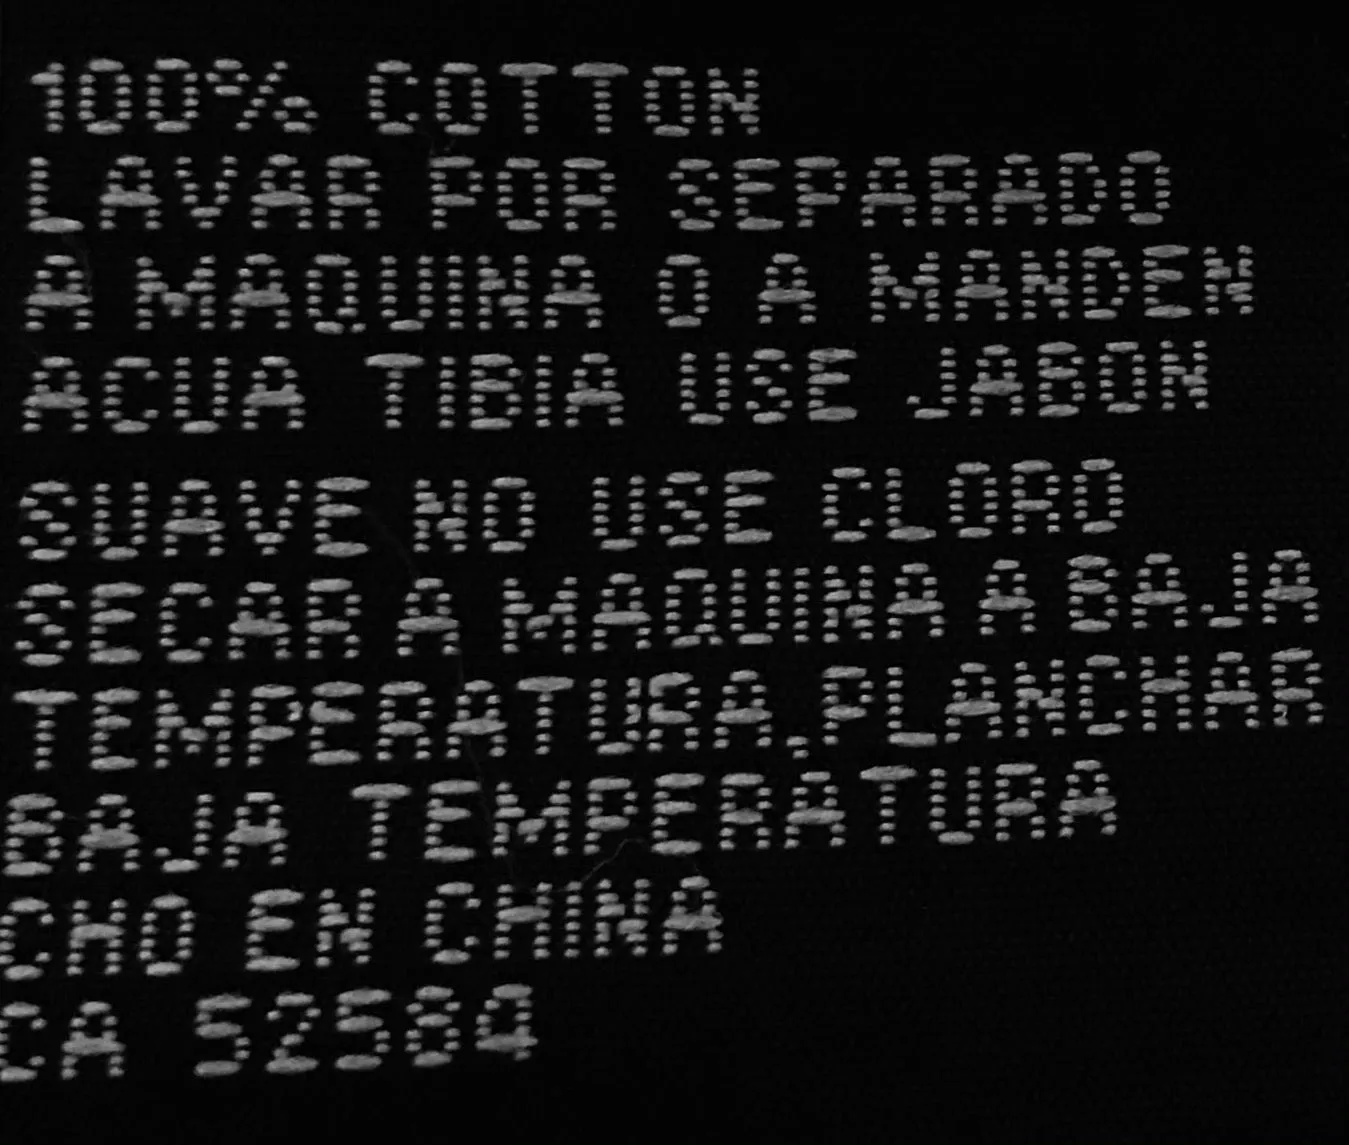 100% COTTON
LAVAR POR SEPARADO
A MAQUINA O A MANDEN
ACUA TIBIA USE JABON
SUAVE NO USE CLORO
SECAR A MAQUINA A BAJA
TEMPERATURA.PLANCHAR
BAJA TEMPERATURA
CHO EN CHINA
CA 52584